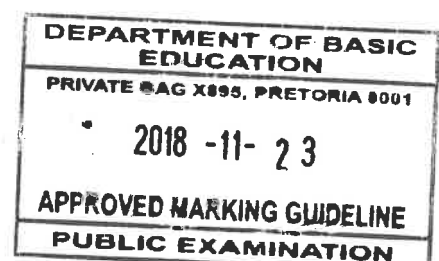 DEPARTMENT OF BASIC
EDUCATION
PRIVATE BAG X895, PRETORIA 0001
2018 -11- 23
APPROVED MARKING GUIDELINE
PUBLIC EXAMINATION